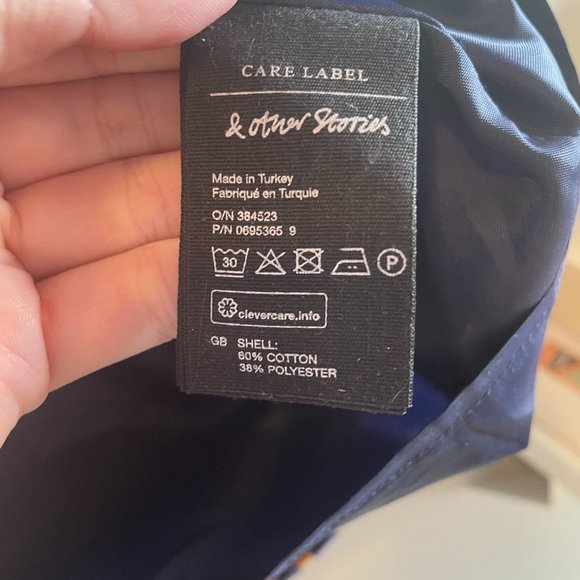 CARE LABEL
& other Stories
Made in Turkey
Fabriqué en Turquie
O/N 384523
P/N 0695365 9
30 P
clevercare.info
GB SHELL:
60% COTTON
38% POLYESTER